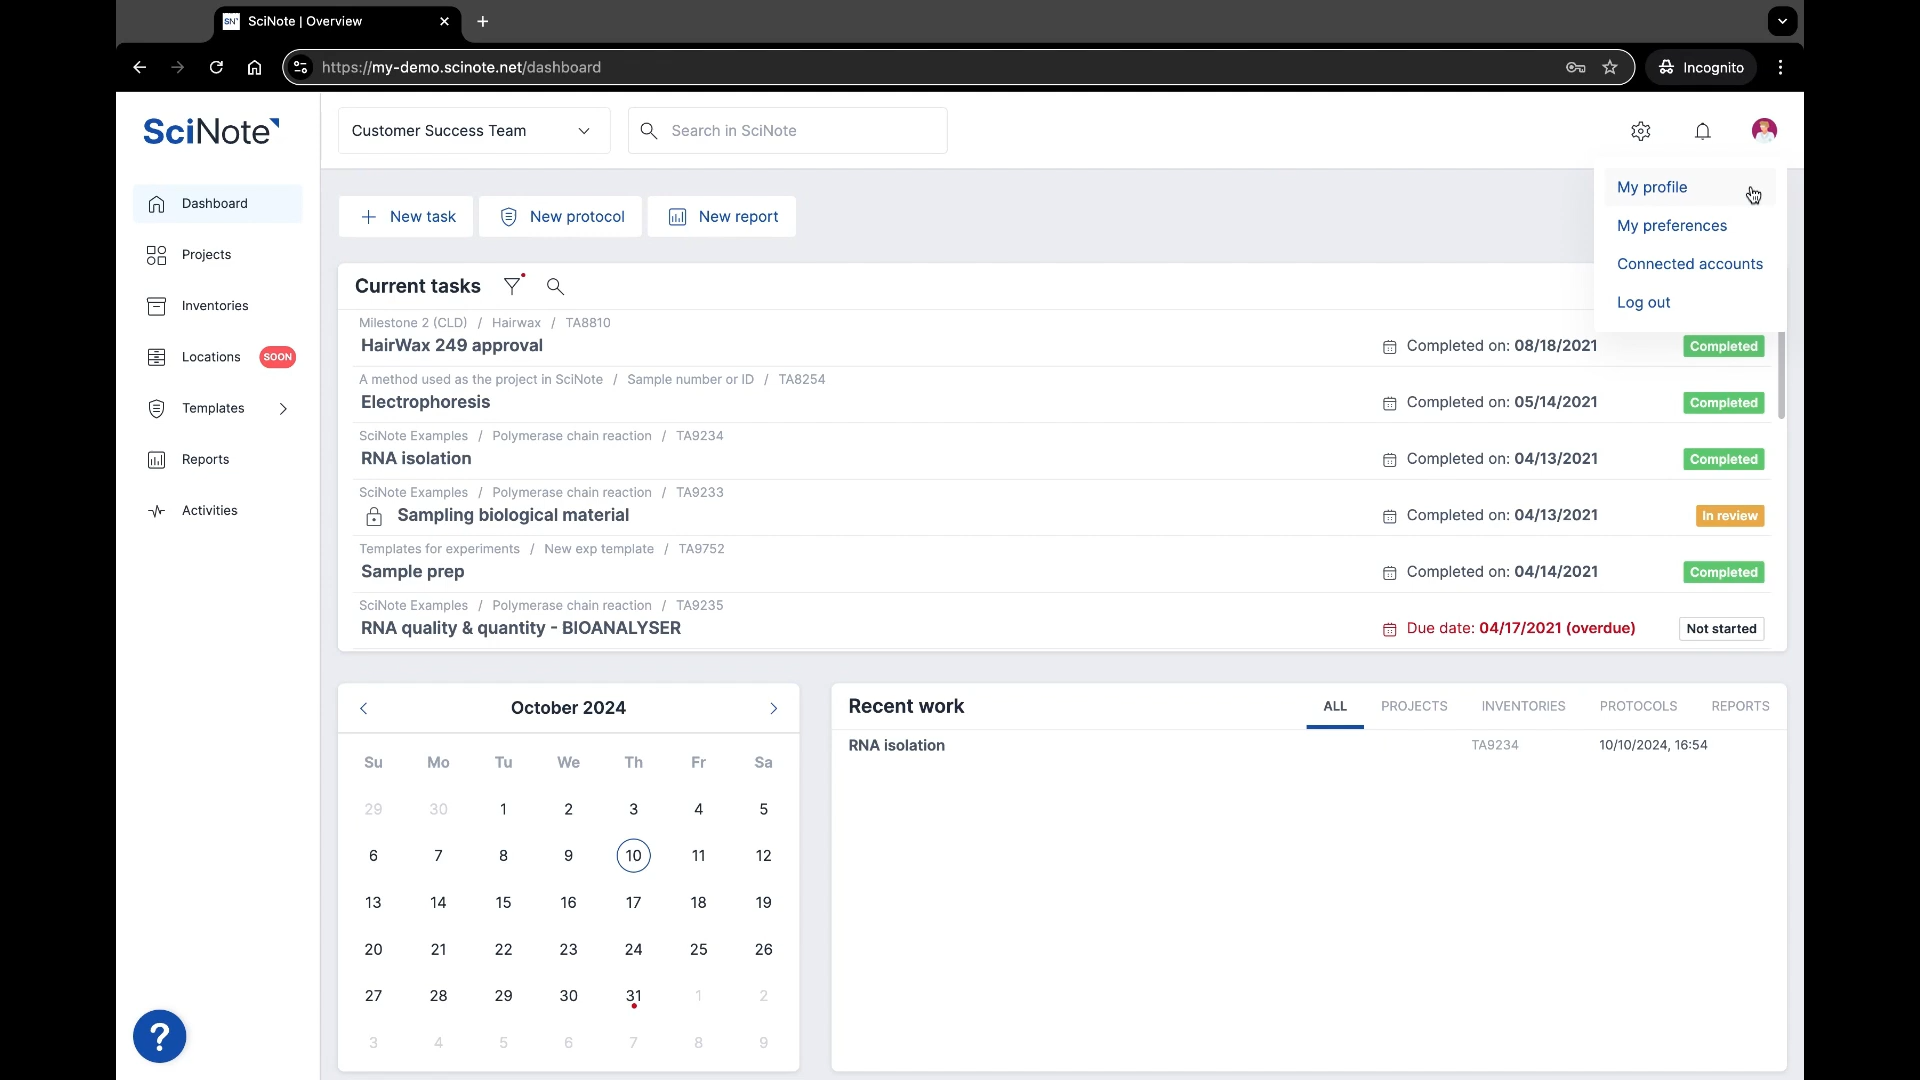 SN SciNote | Overview
https://my-demo.scinote.net/dashboard
Incognito
SciNote
Customer Success Team
Search in SciNote
My profile
My preferences
Connected accounts
Log out
Dashboard
Projects
Inventories
Locations SOON
Templates
Reports
Activities
New task
New protocol
New report
Current tasks
Milestone 2 (CLD) / Hairwax / TA8810
HairWax 249 approval Completed on: 08/18/2021 Completed
A method used as the project in SciNote / Sample number or ID / TA8254
Electrophoresis Completed on: 05/14/2021 Completed
SciNote Examples / Polymerase chain reaction / TA9234
RNA isolation Completed on: 04/13/2021 Completed
SciNote Examples / Polymerase chain reaction / TA9233
Sampling biological material Completed on: 04/13/2021 In review
Templates for experiments / New exp template / TA9752
Sample prep Completed on: 04/14/2021 Completed
SciNote Examples / Polymerase chain reaction / TA9235
RNA quality & quantity - BIOANALYSER Due date: 04/17/2021 (overdue) Not started
October 2024
Su Mo Tu We Th Fr Sa
29 30 1 2 3 4 5
6 7 8 9 10 11 12
13 14 15 16 17 18 19
20 21 22 23 24 25 26
27 28 29 30 31 1 2
3 4 5 6 7 8 9
Recent work ALL PROJECTS INVENTORIES PROTOCOLS REPORTS
RNA isolation TA9234 10/10/2024, 16:54
?